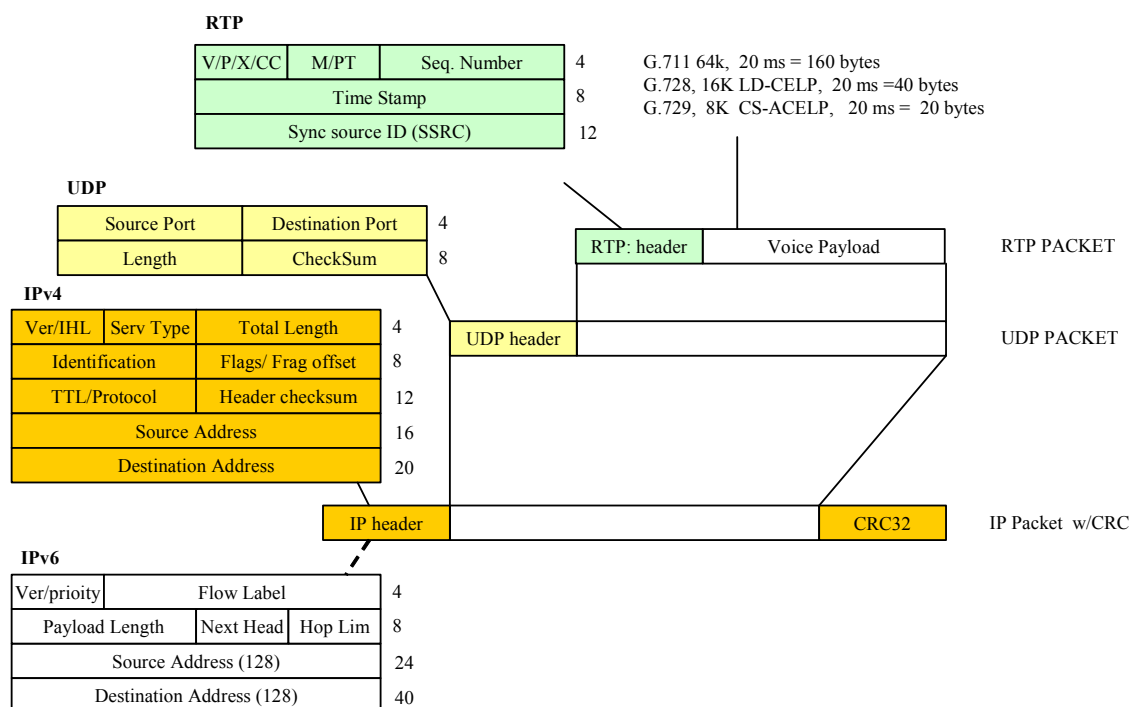 RTP
V/P/X/CC M/PT Seq. Number 4
Time Stamp 8
Sync source ID (SSRC) 12
G.711 64k, 20 ms = 160 bytes
G.728, 16K LD-CELP, 20 ms =40 bytes
G.729, 8K CS-ACELP, 20 ms = 20 bytes
UDP
Source Port Destination Port 4
Length CheckSum 8
RTP: header Voice Payload RTP PACKET
IPv4
Ver/IHL Serv Type Total Length 4
Identification Flags/ Frag offset 8
TTL/Protocol Header checksum 12
Source Address 16
Destination Address 20
UDP header UDP PACKET
IP header CRC32 IP Packet w/CRC
IPv6
Ver/prioity Flow Label 4
Payload Length Next Head Hop Lim 8
Source Address (128) 24
Destination Address (128) 40